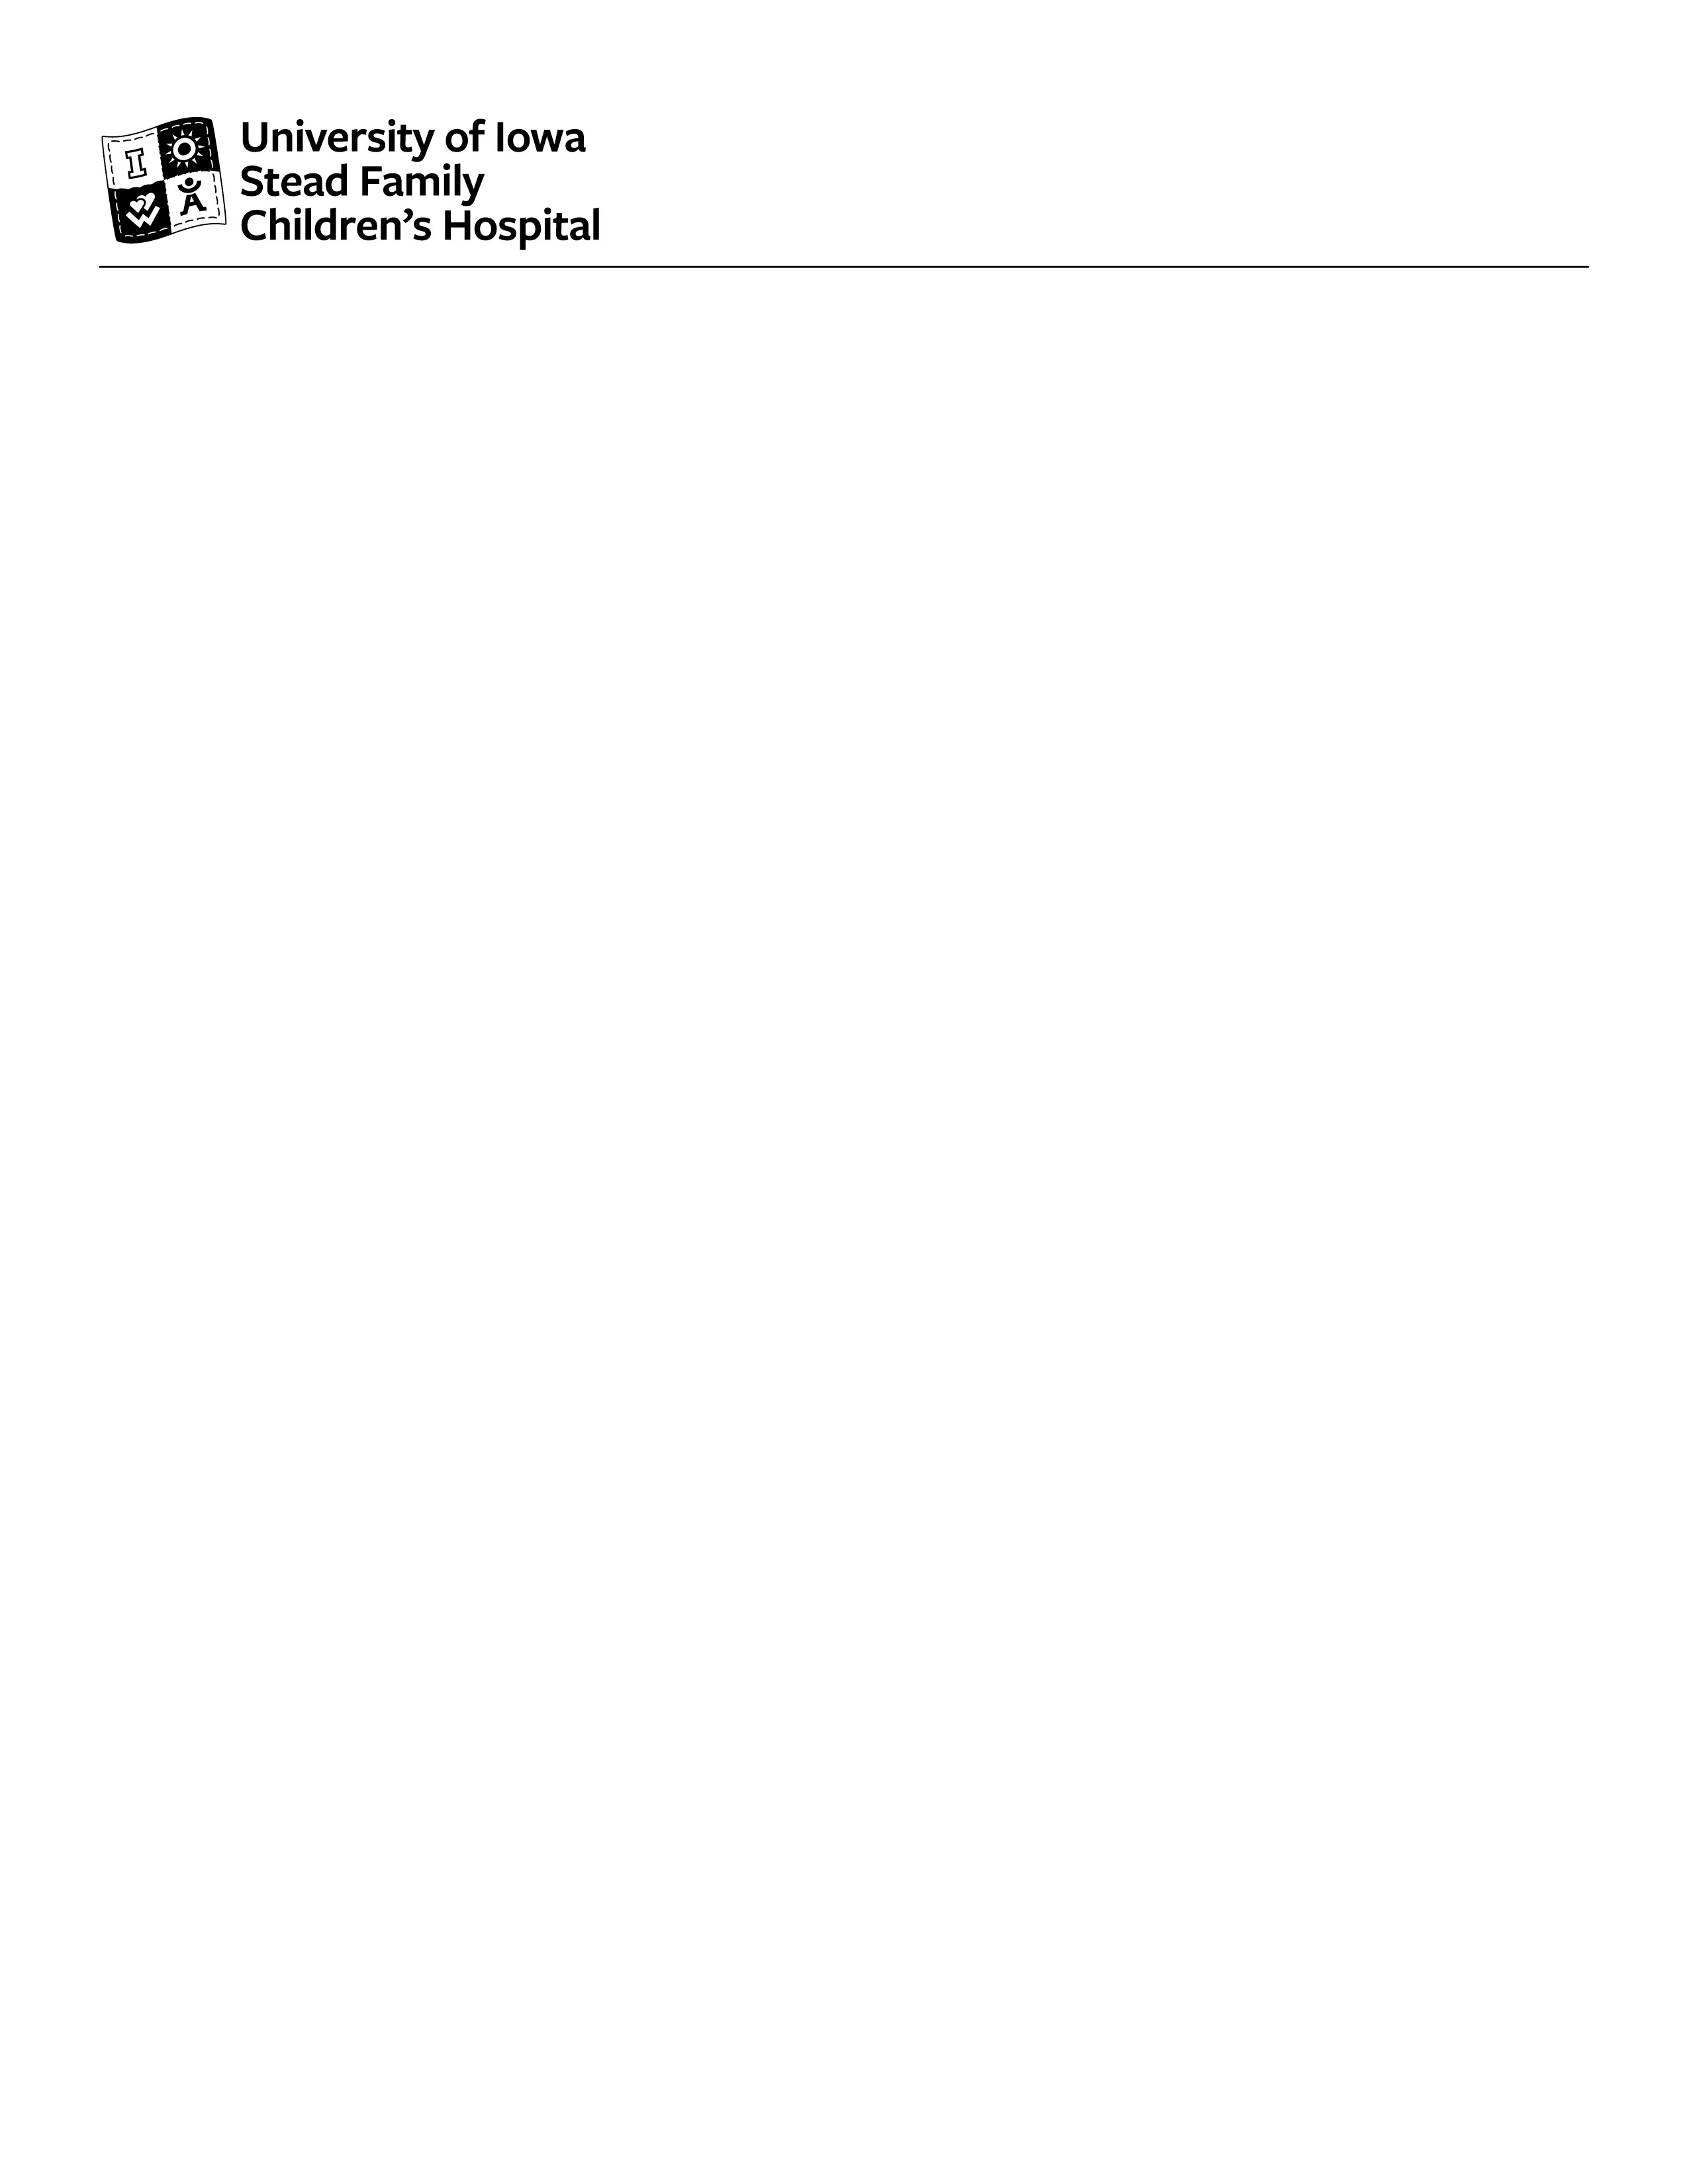 University of Iowa
Stead Family
Children's Hospital
I
A